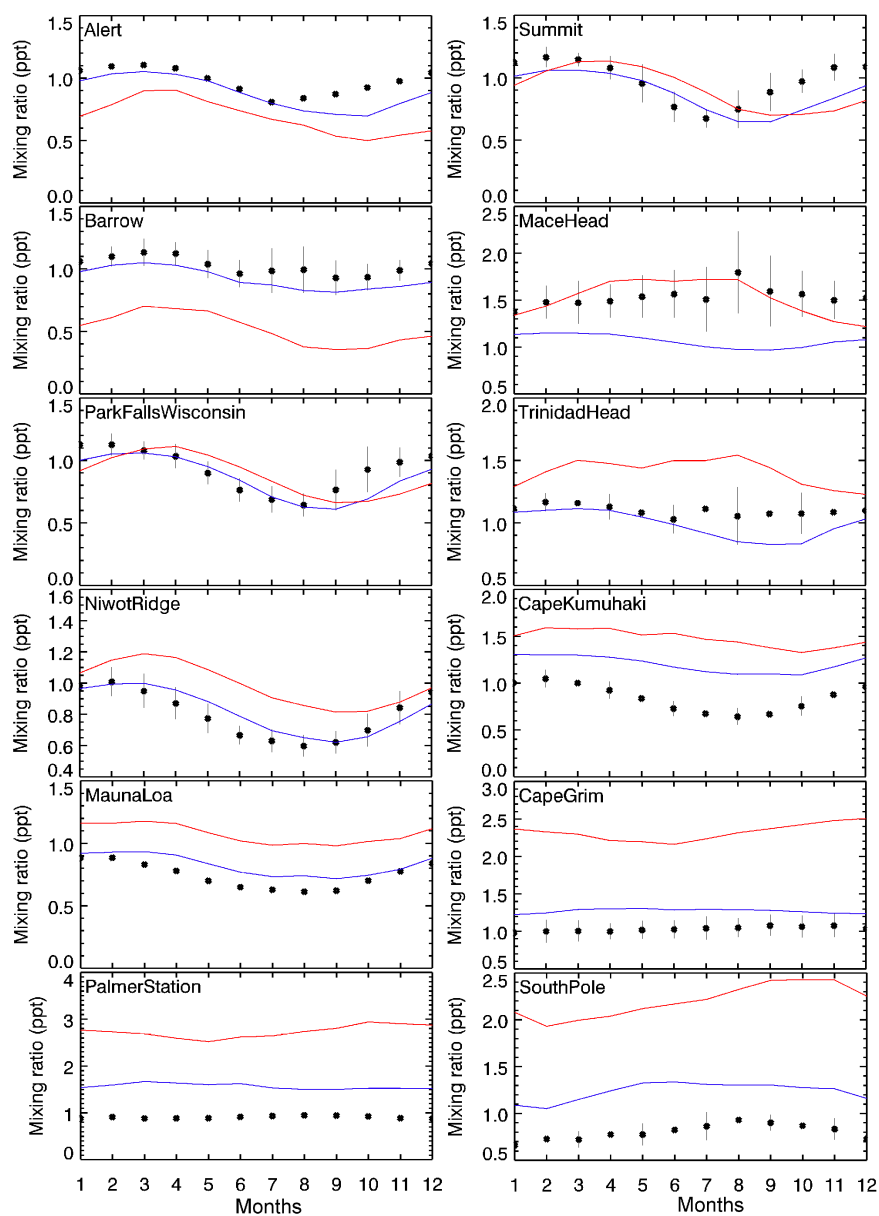 Alert
Mixing ratio (ppt)
1.5
1.0
0.5
0.0
Summit
Mixing ratio (ppt)
1.5
1.0
0.5
0.0
Barrow
Mixing ratio (ppt)
1.5
1.0
0.5
0.0
MaceHead
Mixing ratio (ppt)
2.5
2.0
1.5
1.0
0.5
ParkFallsWisconsin
Mixing ratio (ppt)
1.5
1.0
0.5
0.0
TrinidadHead
Mixing ratio (ppt)
2.0
1.5
1.0
0.5
NiwotRidge
Mixing ratio (ppt)
1.6
1.4
1.2
1.0
0.8
0.6
0.4
CapeKumuhaki
Mixing ratio (ppt)
2.0
1.5
1.0
0.5
0.0
MaunaLoa
Mixing ratio (ppt)
1.5
1.0
0.5
0.0
CapeGrim
Mixing ratio (ppt)
3.0
2.5
2.0
1.5
1.0
0.5
PalmerStation
Mixing ratio (ppt)
4
3
2
1
0
1 2 3 4 5 6 7 8 9 10 11 12
Months
SouthPole
Mixing ratio (ppt)
2.5
2.0
1.5
1.0
0.5
1 2 3 4 5 6 7 8 9 10 11 12
Months